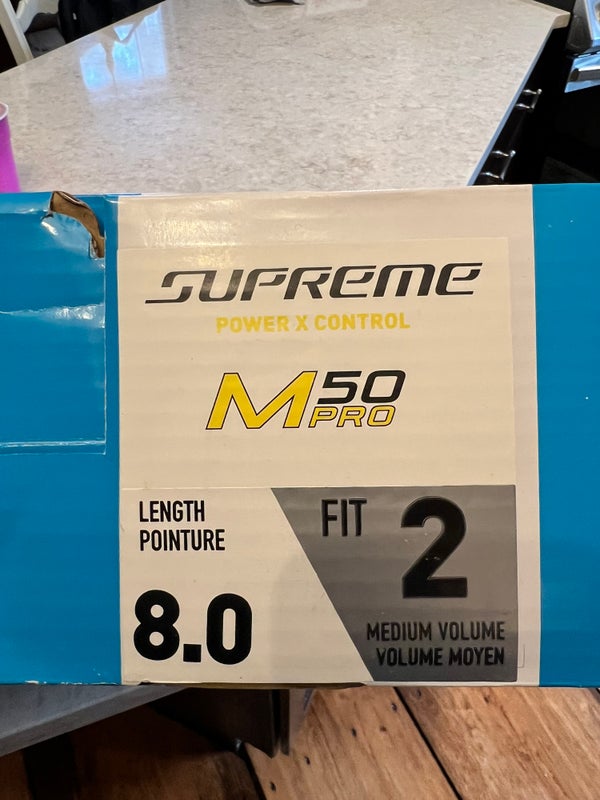 SUPREME
POWER X CONTROL
M50
PRO
LENGTH
POINTURE
8.0
FIT 2
MEDIUM VOLUME
VOLUME MOYEN